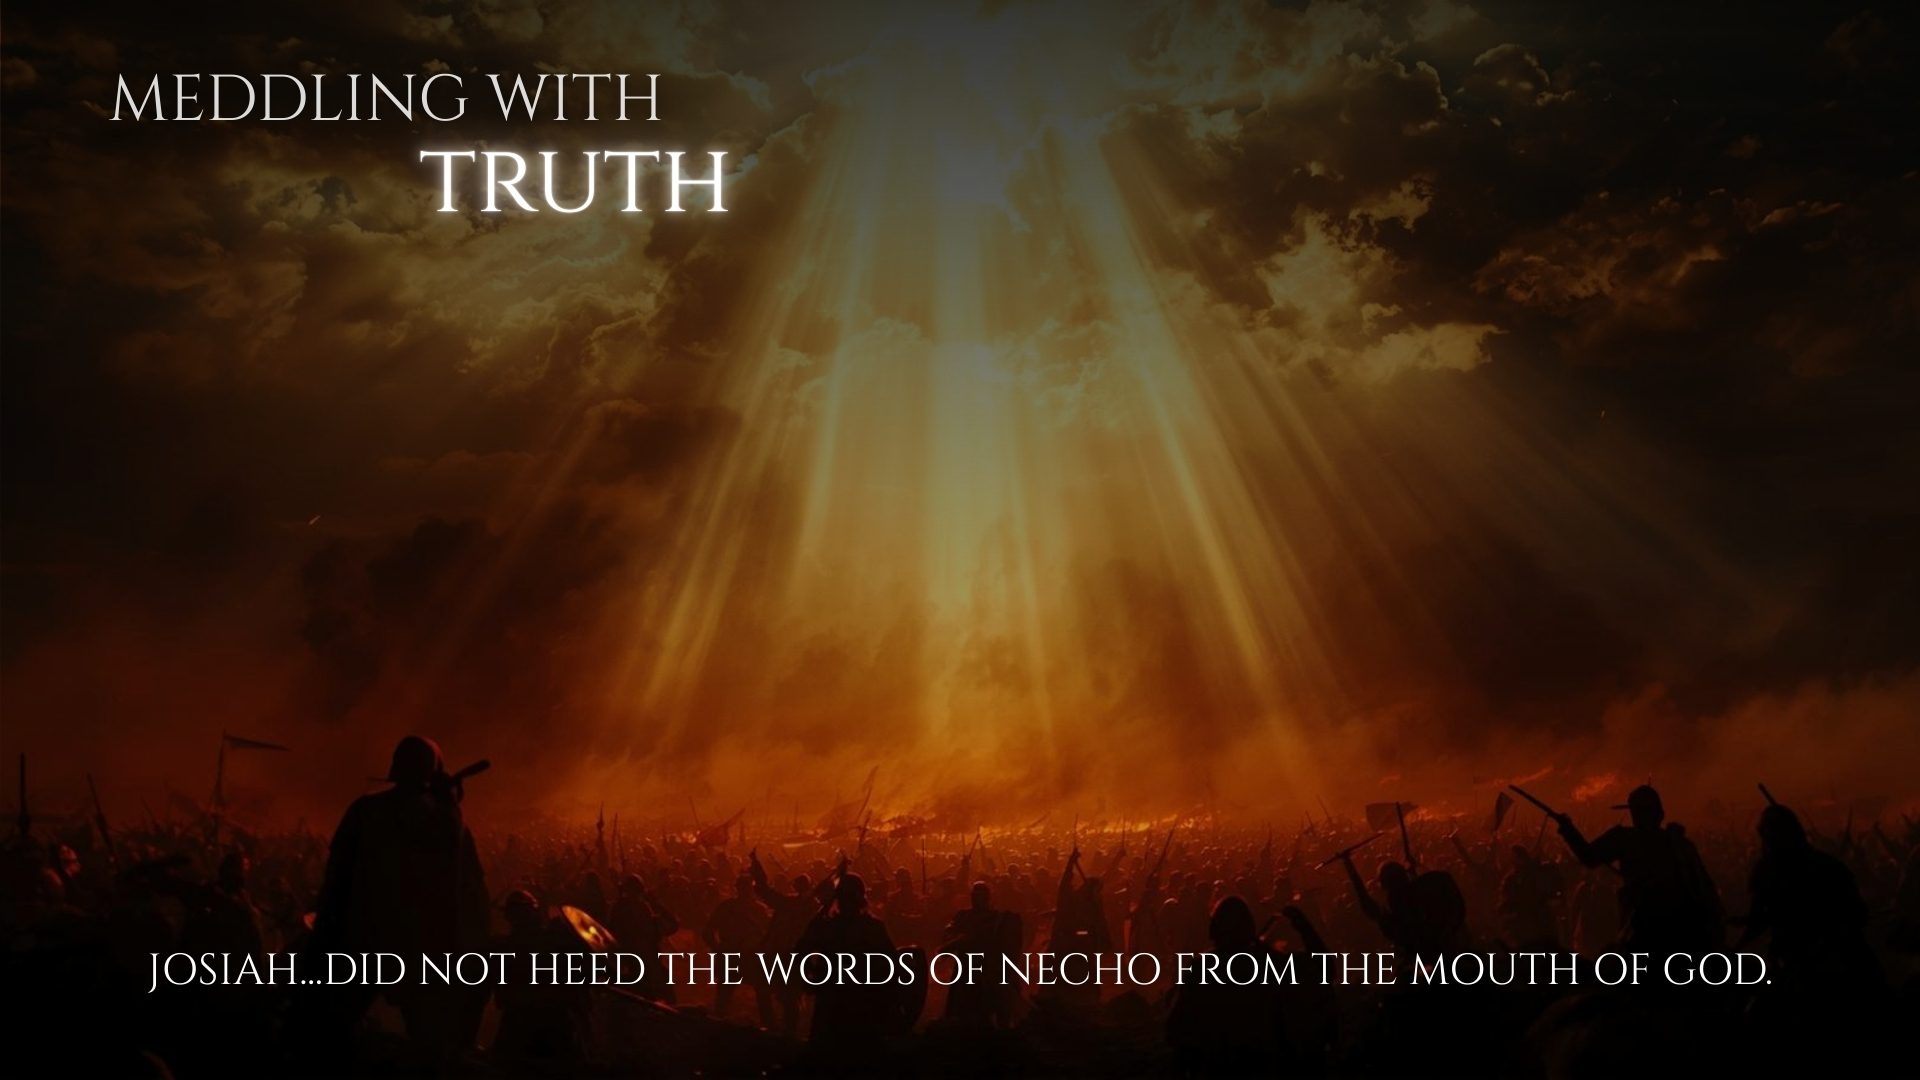 MEDDLING WITH
TRUTH
JOSIAH...DID NOT HEED THE WORDS OF NECHO FROM THE MOUTH OF GOD.